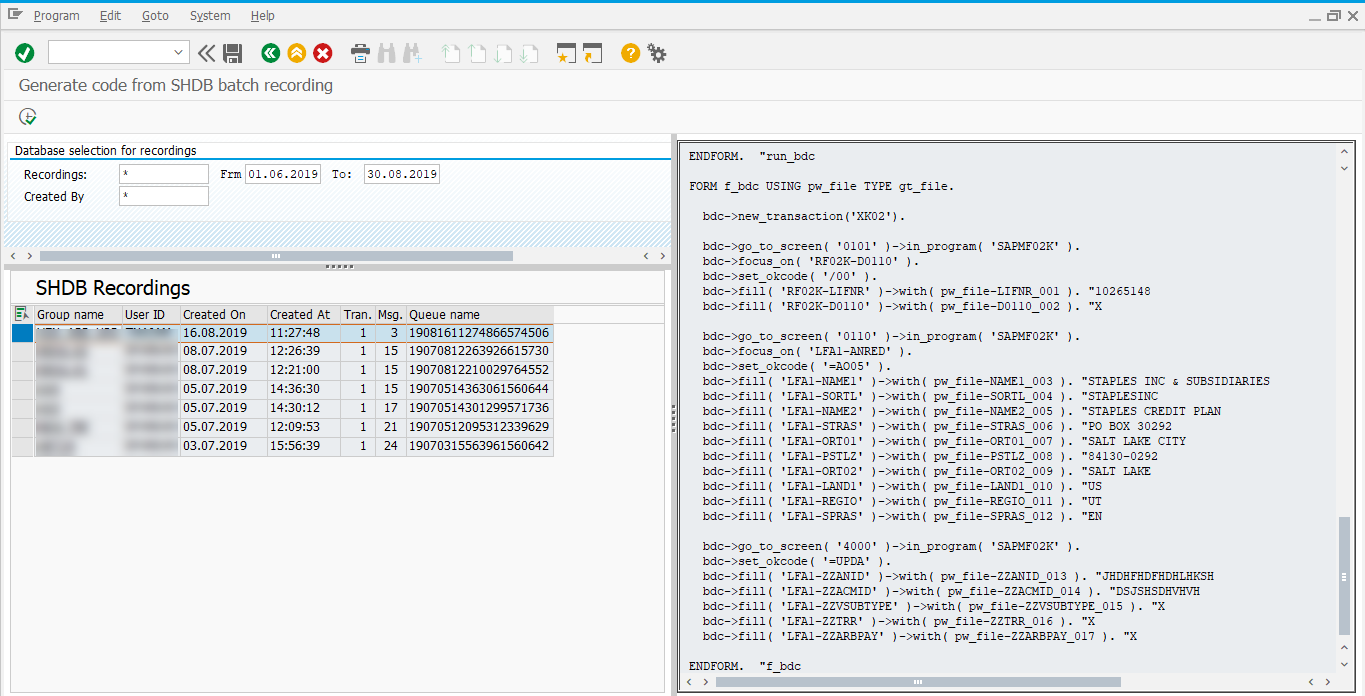 Program Edit Goto System Help
Generate code from SHDB batch recording
Database selection for recordings
Recordings: * Frm 01.06.2019 To: 30.08.2019
Created By *
SHDB Recordings
Group name User ID Created On Created At Tran. Msg. Queue name
16.08.2019 11:27:48 1 3 19081611274866574506
08.07.2019 12:26:39 1 15 19070812263926615730
08.07.2019 12:21:00 1 15 19070812210029764552
05.07.2019 14:36:30 1 15 19070514363061560644
05.07.2019 14:30:12 1 17 19070514301299571736
05.07.2019 12:09:53 1 21 19070512095312339629
03.07.2019 15:56:39 1 24 19070315563961560642
ENDFORM. "run_bdc
FORM f_bdc USING pw_file TYPE gt_file.
bdc->new_transaction('XK02').
bdc->go_to_screen( '0101' )->in_program( 'SAPMF02K' ).
bdc->focus_on( 'RF02K-D0110' ).
bdc->set_okcode( '/00' ).
bdc->fill( 'RF02K-LIFNR' )->with( pw_file-LIFNR_001 ). "10265148
bdc->fill( 'RF02K-D0110' )->with( pw_file-D0110_002 ). "X
bdc->go_to_screen( '0110' )->in_program( 'SAPMF02K' ).
bdc->focus_on( 'LFA1-ANRED' ).
bdc->set_okcode( '=AO05' ).
bdc->fill( 'LFA1-NAME1' )->with( pw_file-NAME1_003 ). "STAPLES INC & SUBSIDIARIES
bdc->fill( 'LFA1-SORTL' )->with( pw_file-SORTL_004 ). "STAPLESINC
bdc->fill( 'LFA1-NAME2' )->with( pw_file-NAME2_005 ). "STAPLES CREDIT PLAN
bdc->fill( 'LFA1-STRAS' )->with( pw_file-STRAS_006 ). "PO BOX 30292
bdc->fill( 'LFA1-ORT01' )->with( pw_file-ORT01_007 ). "SALT LAKE CITY
bdc->fill( 'LFA1-PSTLZ' )->with( pw_file-PSTLZ_008 ). "84130-0292
bdc->fill( 'LFA1-ORT02' )->with( pw_file-ORT02_009 ). "SALT LAKE
bdc->fill( 'LFA1-LAND1' )->with( pw_file-LAND1_010 ). "US
bdc->fill( 'LFA1-REGIO' )->with( pw_file-REGIO_011 ). "UT
bdc->fill( 'LFA1-SPRAS' )->with( pw_file-SPRAS_012 ). "EN
bdc->go_to_screen( '4000' )->in_program( 'SAPMF02K' ).
bdc->set_okcode( '=UPDA' ).
bdc->fill( 'LFA1-ZZANID' )->with( pw_file-ZZANID_013 ). "JHDHFHDFHDHLHKSH
bdc->fill( 'LFA1-ZZACMID' )->with( pw_file-ZZACMID_014 ). "DSJSHSDHVHVH
bdc->fill( 'LFA1-ZZVSUBTYPE' )->with( pw_file-ZZVSUBTYPE_015 ). "X
bdc->fill( 'LFA1-ZZTRR' )->with( pw_file-ZZTRR_016 ). "X
bdc->fill( 'LFA1-ZZARBPAY' )->with( pw_file-ZZARBPAY_017 ). "X
ENDFORM. "f_bdc